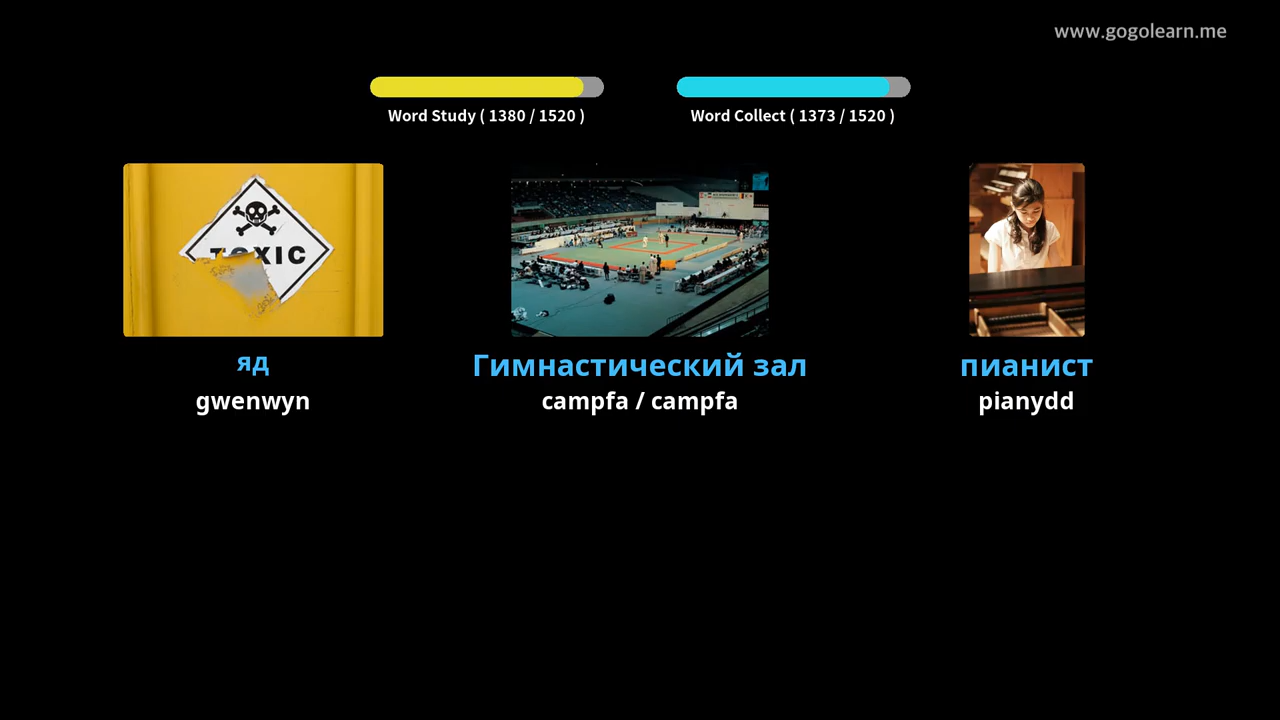 www.gogolearn.me
Word Study ( 1380 / 1520 )
Word Collect ( 1373 / 1520 )
TOXIC
яд
Гимнастический зал
пианист
gwenwyn
campfa / campfa
pianydd